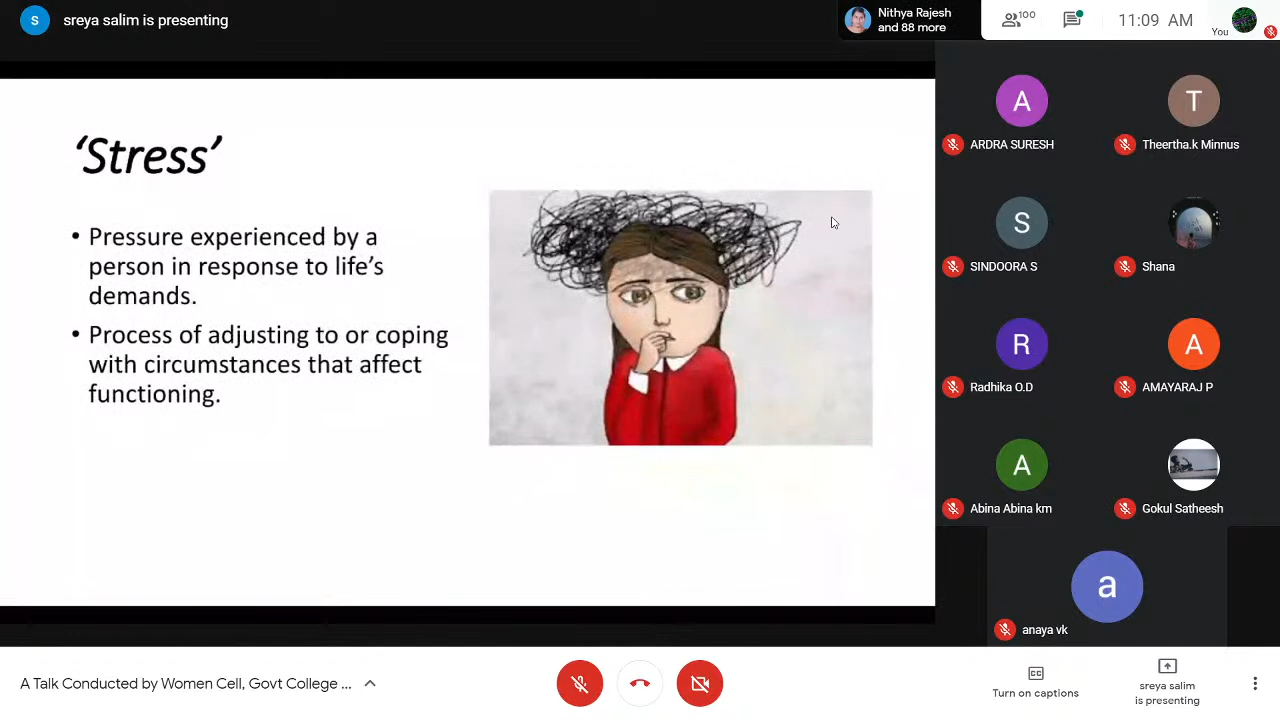 S
sreya salim is presenting
Nithya Rajesh
and 88 more
100
11:09 AM
You
‘Stress’
• Pressure experienced by a
person in response to life’s
demands.
• Process of adjusting to or coping
with circumstances that affect
functioning.
A
ARDRA SURESH
T
Theertha.k Minnus
S
SINDOORA S
Shana
R
Radhika O.D
A
AMAYARAJ P
A
Abina Abina km
Gokul Satheesh
a
anaya vk
A Talk Conducted by Women Cell, Govt College ...
CC
Turn on captions
sreya salim
is presenting